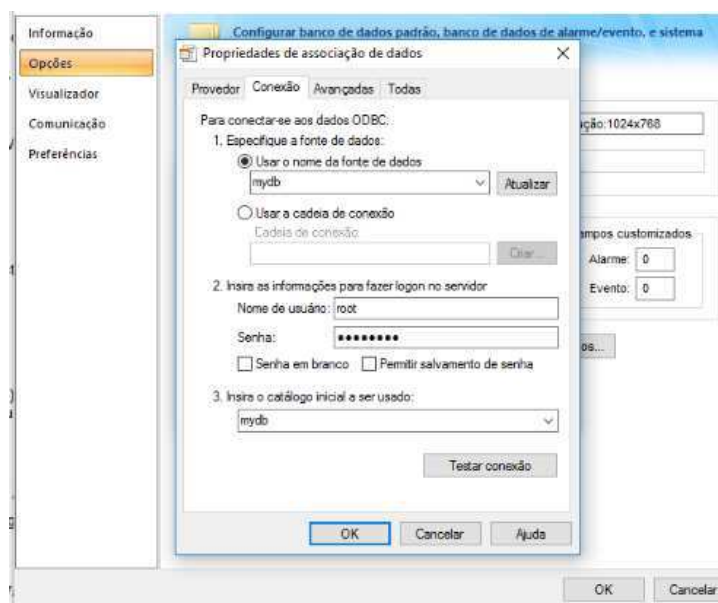 Informação
Opções
Visualizador
Comunicação
Preferências
Configurar banco de dados padrão, banco de dados de alarme/evento, e sistema
Propriedades de associação de dados
Provedor Conexão Avançadas Todas
Para conectar-se aos dados ODBC:
1. Especifique a fonte de dados:
Usar o nome da fonte de dados
mydb Atualizar
Usar a cadeia de conexão
Cadeia de conexão:
Criar...
2. Insira as informações para fazer logon no servidor
Nome de usuário: root
Senha: ●●●●●●●●
Senha em branco Permitir salvamento de senha
3. Insira o catálogo inicial a ser usado:
mydb
Testar conexão
OK Cancelar Ajuda
1024x768
customizados
Alarme: 0
Evento: 0
OK Cancelar